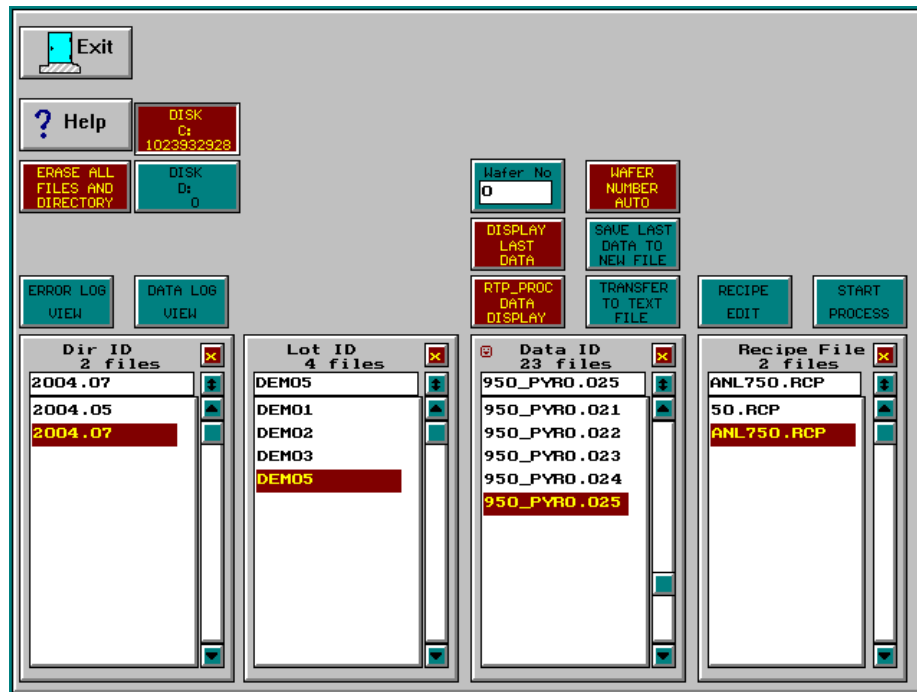 Exit
? Help
DISK
C:
1023932928
ERASE ALL
FILES AND
DIRECTORY
DISK
D:
0
Wafer No
0
WAFER
NUMBER
AUTO
DISPLAY
LAST
DATA
SAVE LAST
DATA TO
NEW FILE
ERROR LOG
VIEW
DATA LOG
VIEW
RTP_PROC
DATA
DISPLAY
TRANSFER
TO TEXT
FILE
RECIPE
EDIT
START
PROCESS
Dir ID
2 files
2004.07
2004.05
2004.07
Lot ID
4 files
DEMO5
DEMO1
DEMO2
DEMO3
DEMO5
Data ID
23 files
950_PYRO.025
950_PYRO.021
950_PYRO.022
950_PYRO.023
950_PYRO.024
950_PYRO.025
Recipe File
2 files
ANL750.RCP
50.RCP
ANL750.RCP